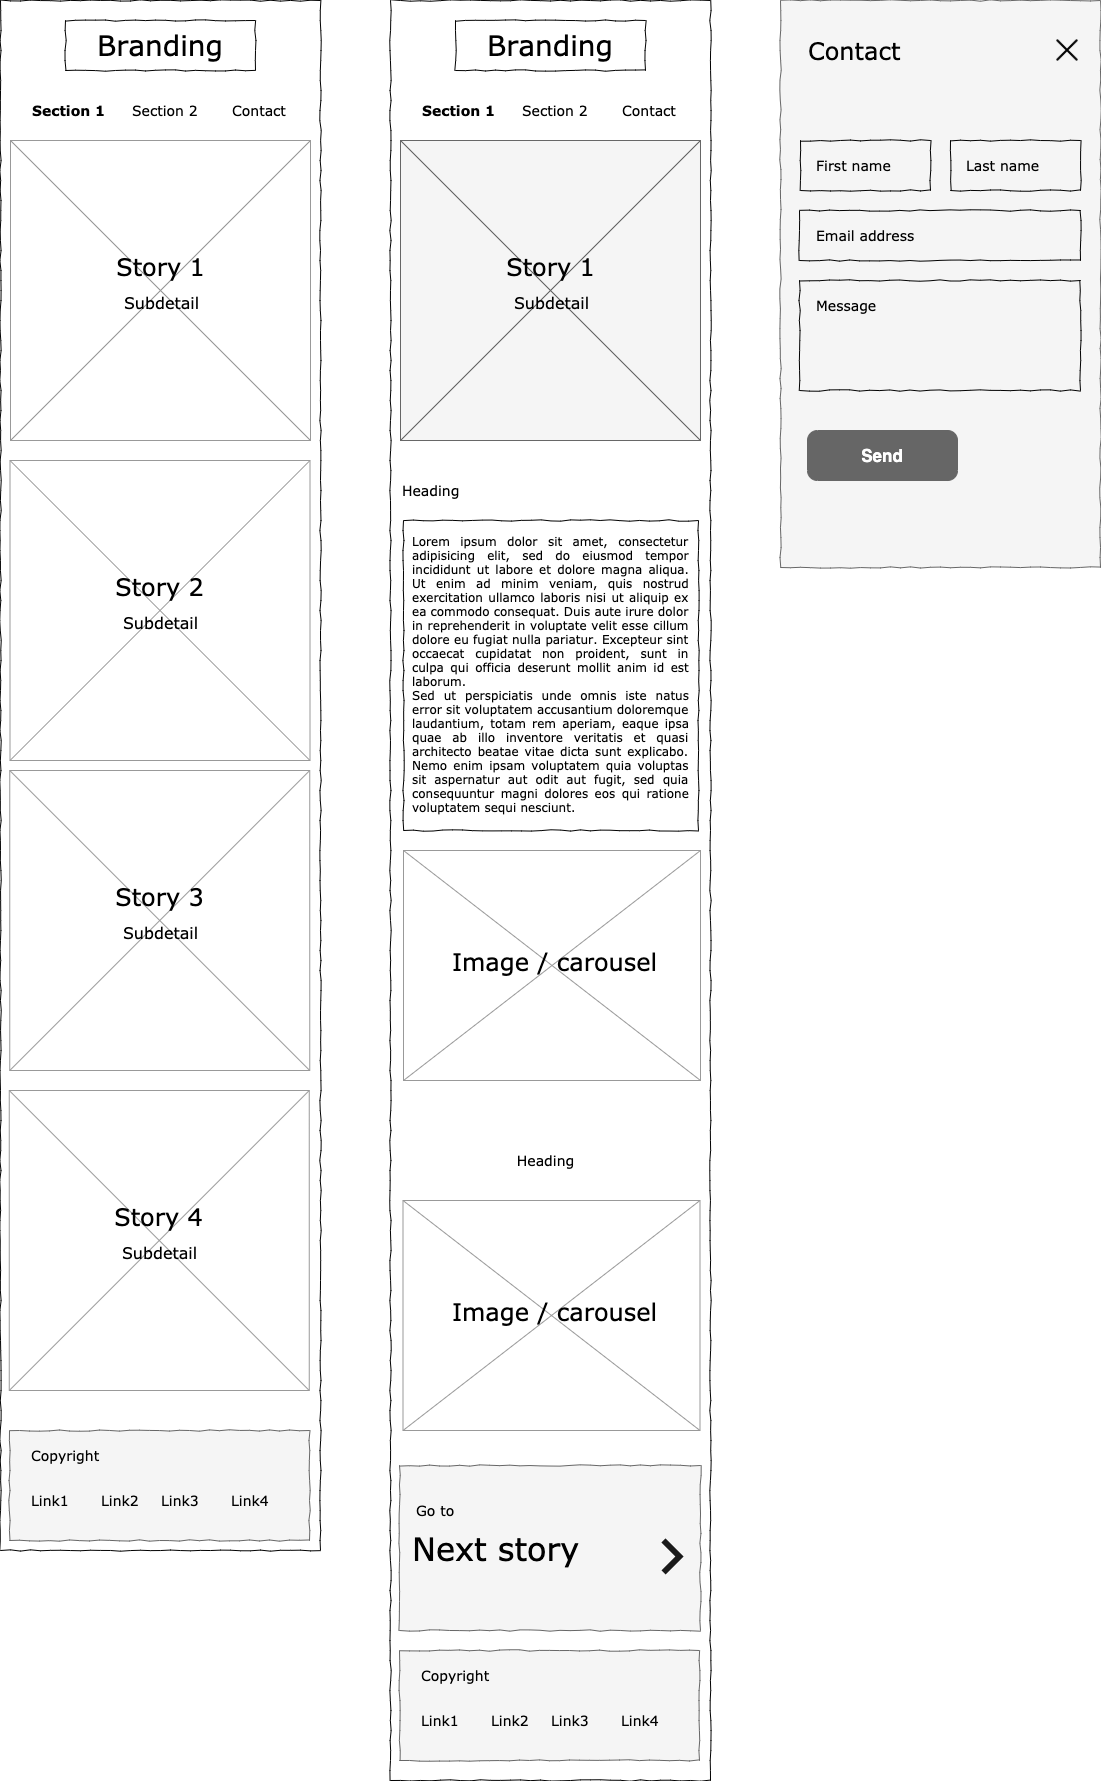 Branding
Section 1 Section 2 Contact
Story 1
Subdetail
Story 2
Subdetail
Story 3
Subdetail
Story 4
Subdetail
Copyright
Link1 Link2 Link3 Link4
Branding
Section 1 Section 2 Contact
Story 1
Subdetail
Heading
Lorem ipsum dolor sit amet, consectetur
adipisicing elit, sed do eiusmod tempor
incididunt ut labore et dolore magna aliqua.
Ut enim ad minim veniam, quis nostrud
exercitation ullamco laboris nisi ut aliquip ex
ea commodo consequat. Duis aute irure dolor
in reprehenderit in voluptate velit esse cillum
dolore eu fugiat nulla pariatur. Excepteur sint
occaecat cupidatat non proident, sunt in
culpa qui officia deserunt mollit anim id est
laborum.
Sed ut perspiciatis unde omnis iste natus
error sit voluptatem accusantium doloremque
laudantium, totam rem aperiam, eaque ipsa
quae ab illo inventore veritatis et quasi
architecto beatae vitae dicta sunt explicabo.
Nemo enim ipsam voluptatem quia voluptas
sit aspernatur aut odit aut fugit, sed quia
consequuntur magni dolores eos qui ratione
voluptatem sequi nesciunt.
Image / carousel
Heading
Image / carousel
Go to
Next story
Copyright
Link1 Link2 Link3 Link4
Contact
First name Last name
Email address
Message
Send